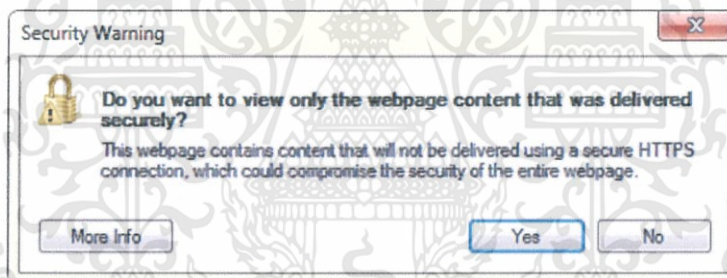 Security Warning
Do you want to view only the webpage content that was delivered
securely?
This webpage contains content that will not be delivered using a secure HTTPS
connection, which could compromise the security of the entire webpage.
More Info
Yes
No